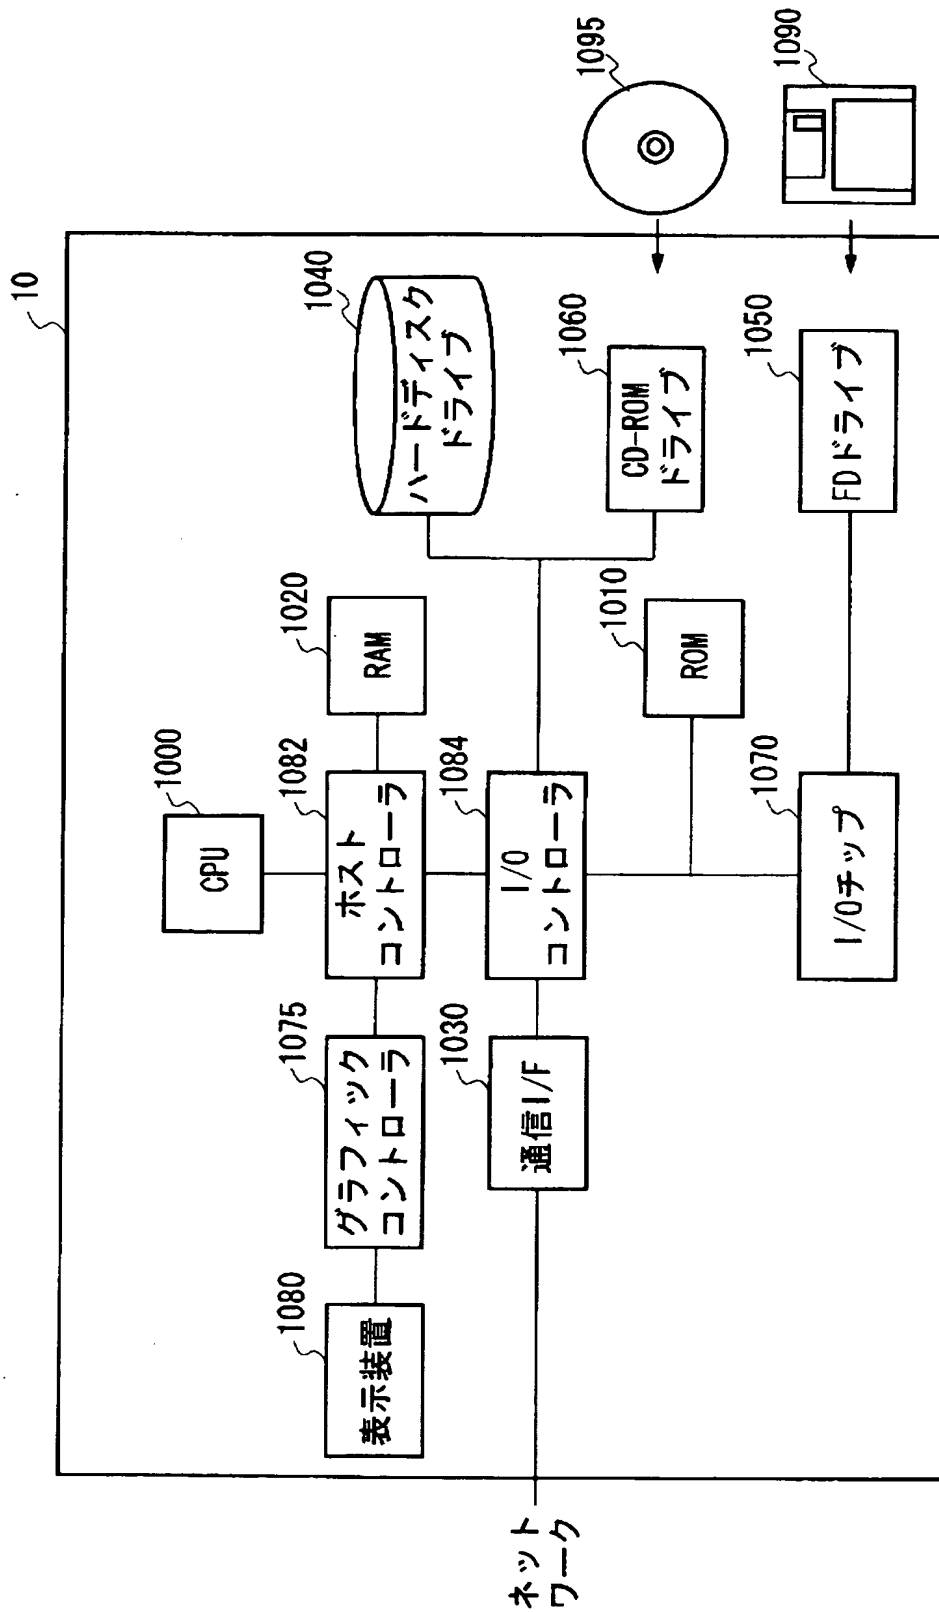 10
CPU
1000
表示装置
1080
グラフィック
コントローラ
1075
ホスト
コントローラ
1082
RAM
1020
ハードディスク
ドライブ
1040
ネット
ワーク
通信I/F
1030
I/O
コントローラ
1084
CD-ROM
ドライブ
1060
1095
ROM
1010
I/Oチップ
1070
FDドライブ
1050
1090